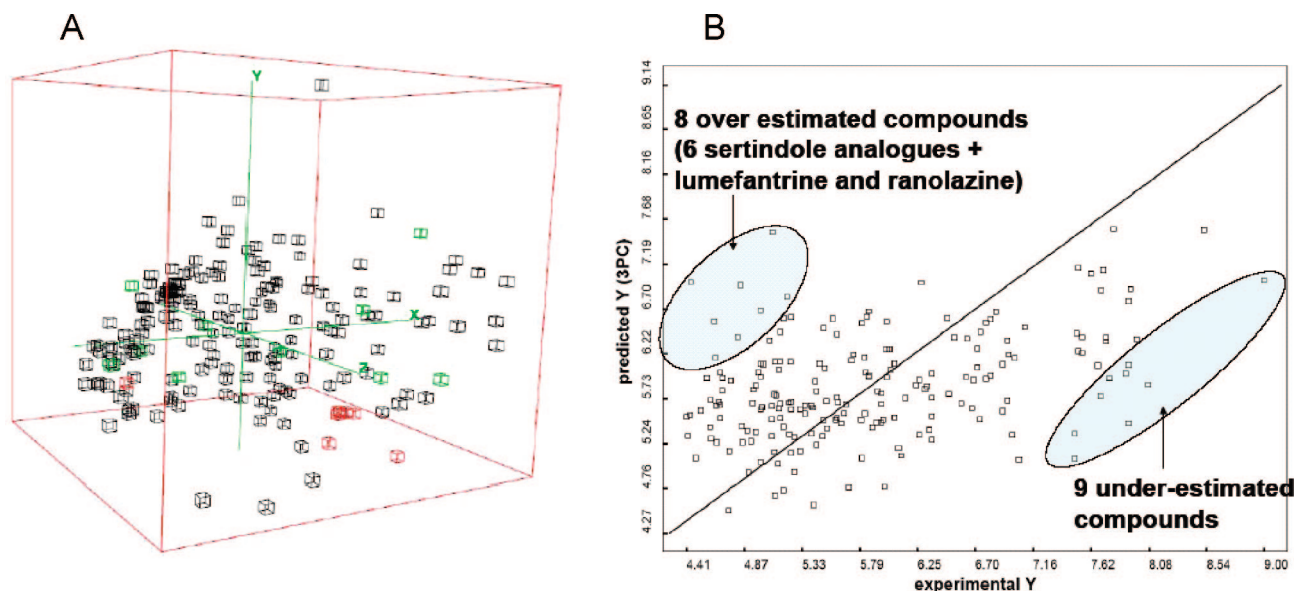 A
Y
X
Z
B
8 over estimated compounds
(6 sertindole analogues +
lumefantrine and ranolazine)
9 under-estimated
compounds
predicted Y (3PC)
9.14
8.65
8.16
7.68
7.19
6.70
6.22
5.73
5.24
4.76
4.27
4.41 4.87 5.33 5.79 6.25 6.70 7.16 7.62 8.08 8.54 9.00
experimental Y